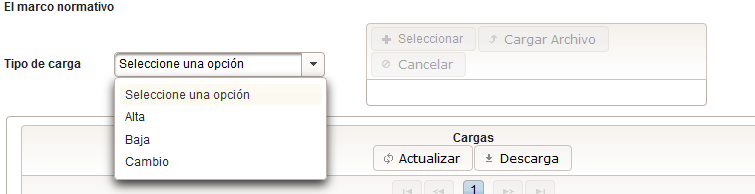 El marco normativo
Seleccionar
Cargar Archivo
Tipo de carga
Seleccione una opción
Cancelar
Seleccione una opción
Alta
Baja
Cambio
Cargas
Actualizar
Descarga
1